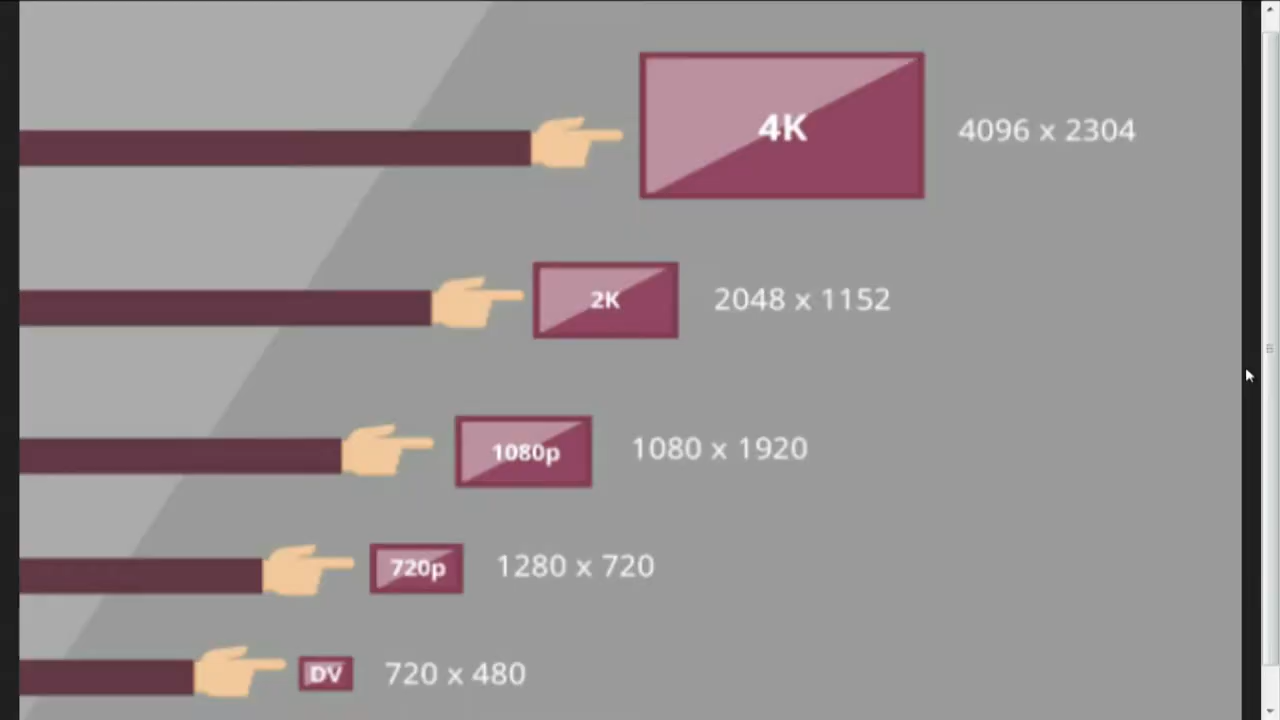 4K 4096 x 2304
2K 2048 x 1152
1080p 1080 x 1920
720p 1280 x 720
DV 720 x 480